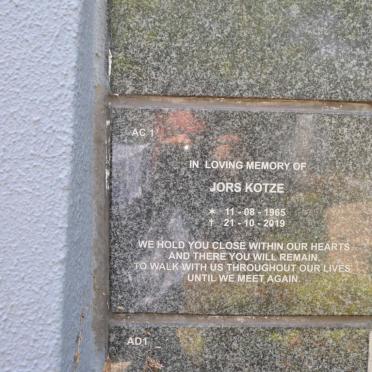 AC 1
IN LOVING MEMORY OF
JORS KOTZE
* 11 - 08 - 1965
† 21 - 10 - 2019
WE HOLD YOU CLOSE WITHIN OUR HEARTS
AND THERE YOU WILL REMAIN.
TO WALK WITH US THROUGHOUT OUR LIVES
UNTIL WE MEET AGAIN.
AD1